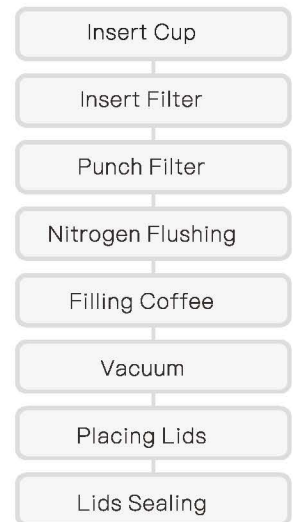 Insert Cup
Insert Filter
Punch Filter
Nitrogen Flushing
Filling Coffee
Vacuum
Placing Lids
Lids Sealing